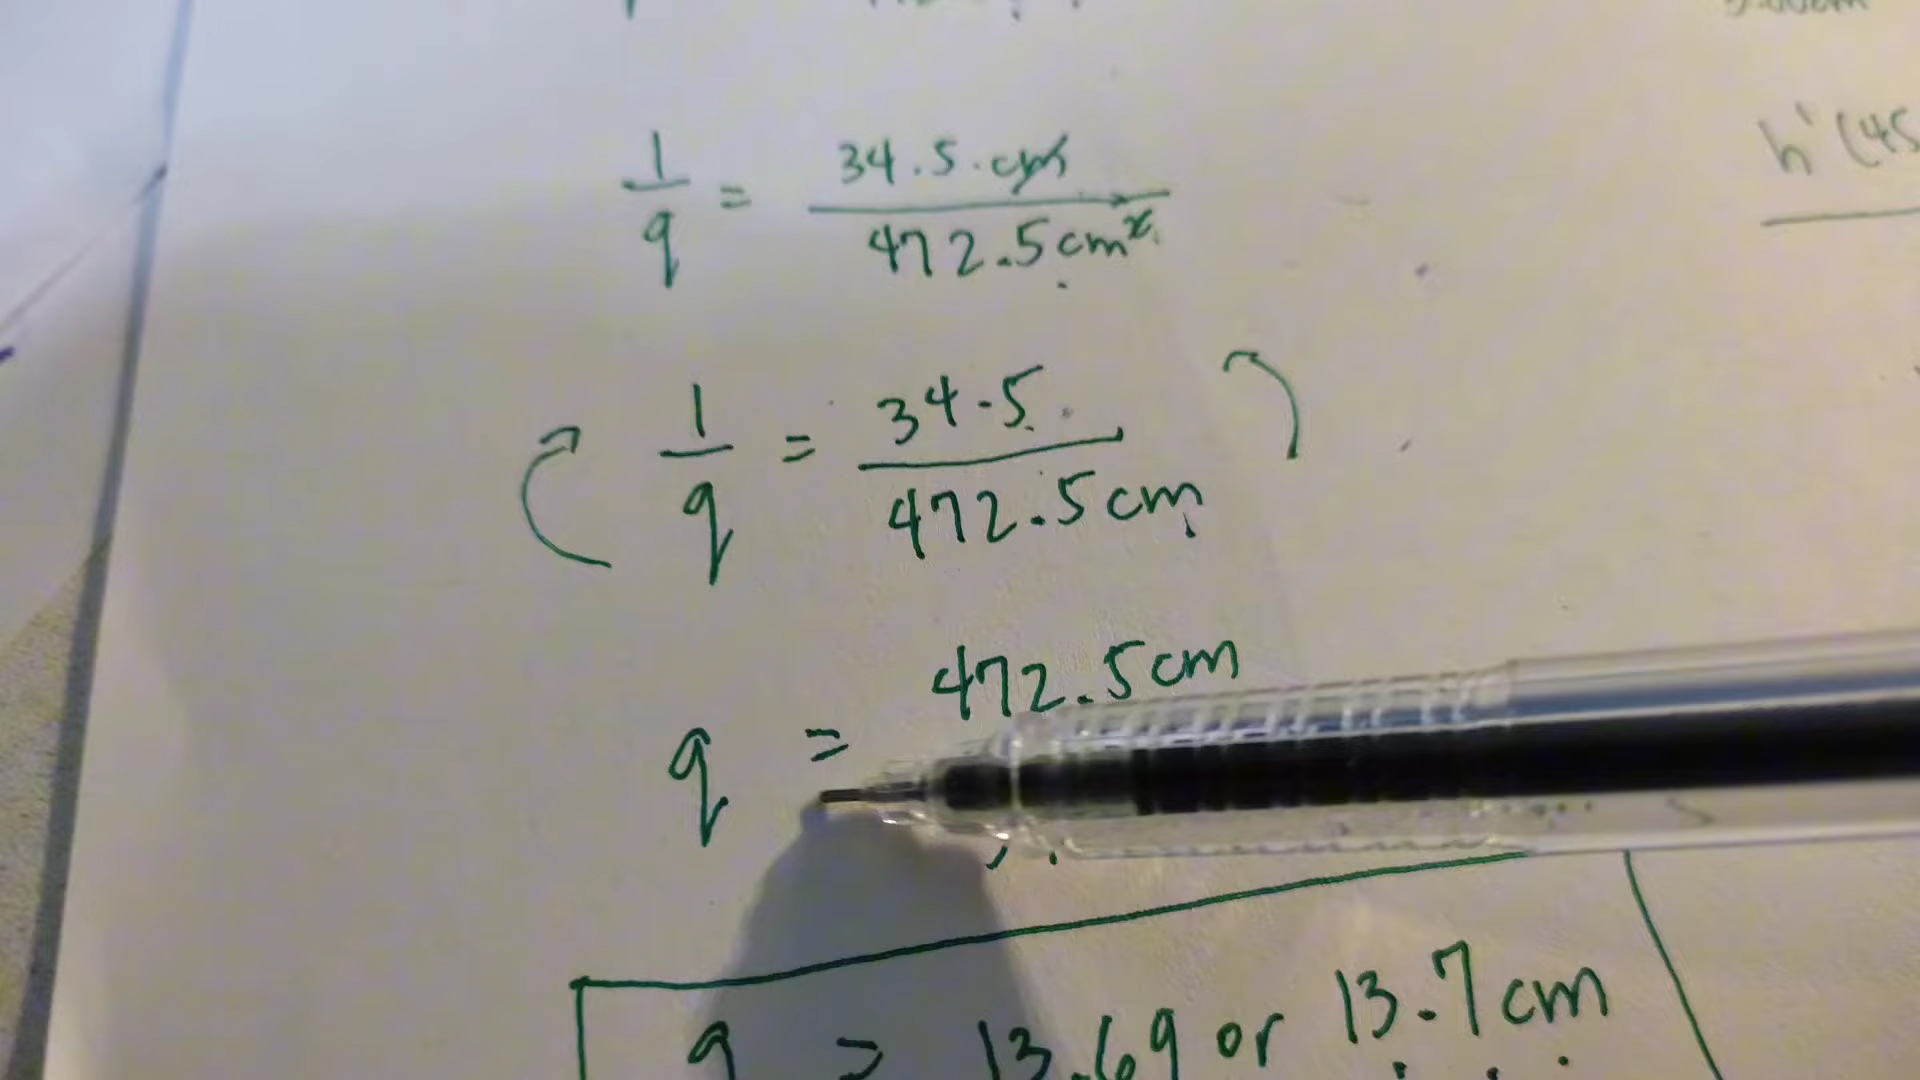 1/q = 34.5 cm/472.5 cm²
h' (45
1/q = 34.5/472.5 cm
472.5 cm
q =
q = 13.69 or 13.7 cm